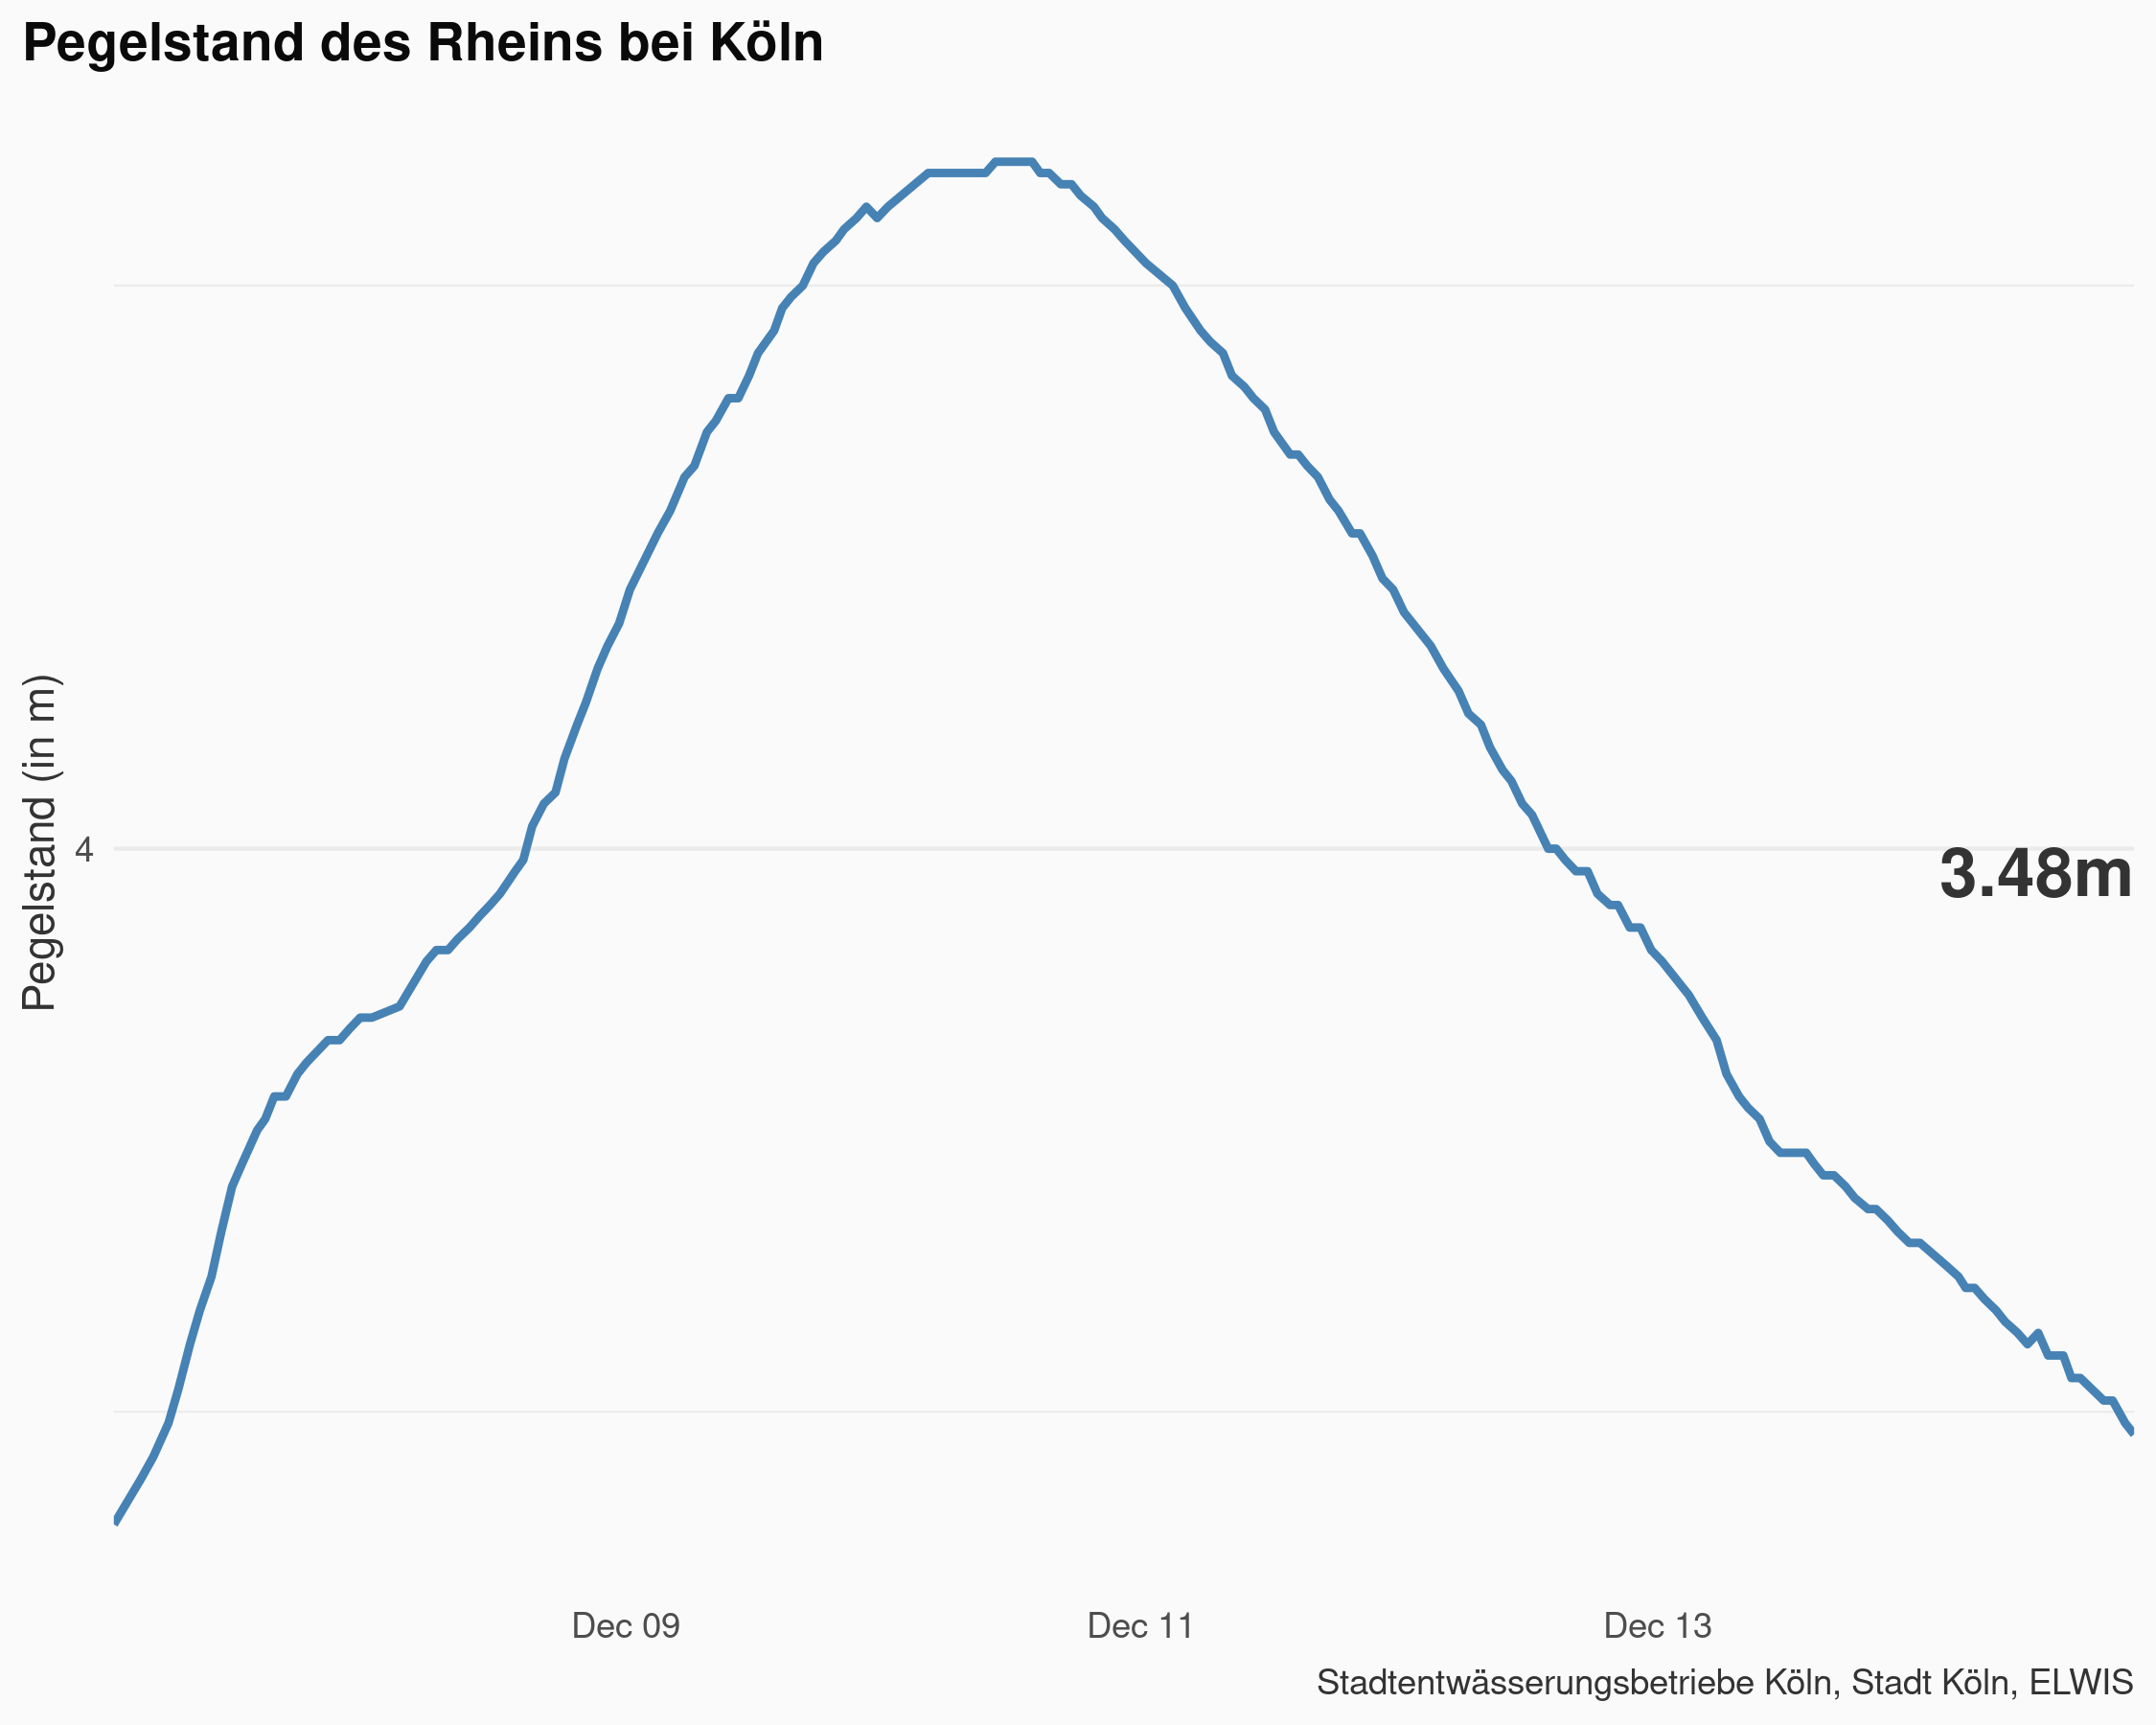 Pegelstand des Rheins bei Köln
Pegelstand (in m)
4
3.48m
Dec 09
Dec 11
Dec 13
Stadtentwässerungsbetriebe Köln, Stadt Köln, ELWIS